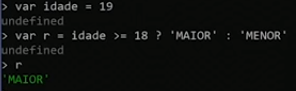 > var idade = 19
undefined
> var r = idade >= 18 ? 'MAIOR' : 'MENOR'
undefined
> r
'MAIOR'